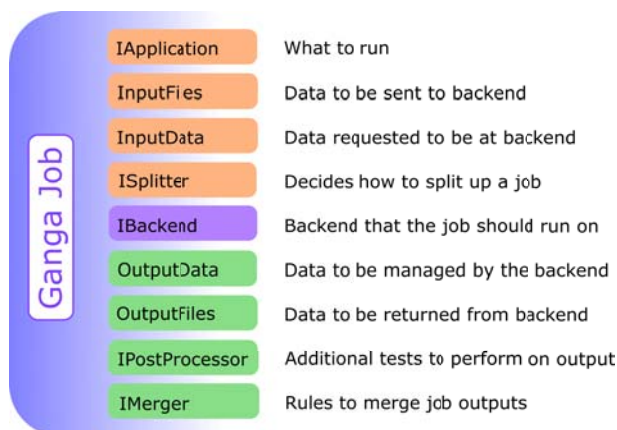 Ganga Job
IApplication What to run
InputFiles Data to be sent to backend
InputData Data requested to be at backend
ISplitter Decides how to split up a job
IBackend Backend that the job should run on
OutputData Data to be managed by the backend
OutputFiles Data to be returned from backend
IPostProcessor Additional tests to perform on output
IMerger Rules to merge job outputs